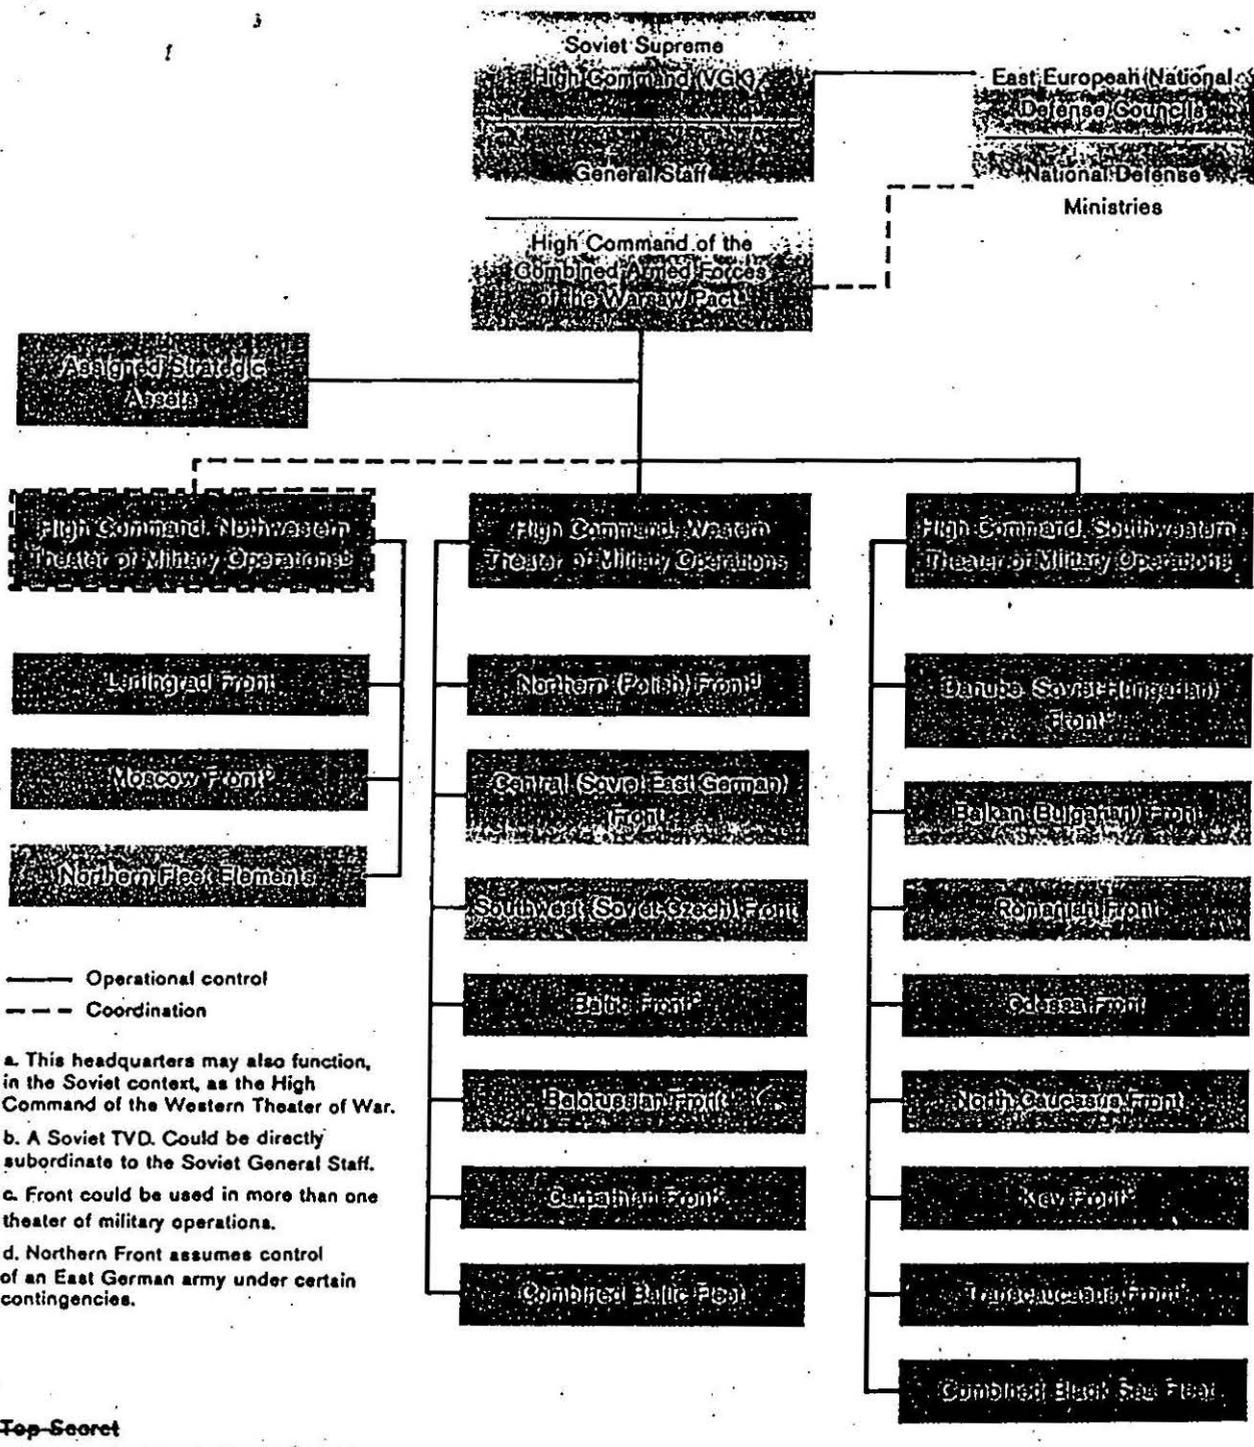 Soviet Supreme
High Command (VGK)
General Staff
East European National
Defense Councils
National Defense
Ministries
High Command of the
Combined Armed Forces
of the Warsaw Pact
Assigned Strategic
Assets
High Command, Northwestern
Theater of Military Operations
High Command, Western
Theater of Military Operations
High Command, Southwestern
Theater of Military Operations
Leningrad Front
Moscow Front
Northern Fleet Elements
Northern (Polish) Front d
Central (Soviet-East German)
Front
Southwest (Soviet-Czech) Front
Baltic Front
Belorussian Front
Carpathian Front
Combined Baltic Fleet
Danube (Soviet-Hungarian)
Front
Balkan (Bulgarian) Front
Romanian Front
Odessa Front
North Caucasus Front
Kiev Front
Transcaucasus Front
Combined Black Sea Fleet
Operational control
Coordination
a. This headquarters may also function,
in the Soviet context, as the High
Command of the Western Theater of War.
b. A Soviet TVD. Could be directly
subordinate to the Soviet General Staff.
c. Front could be used in more than one
theater of military operations.
d. Northern Front assumes control
of an East German army under certain
contingencies.
Top Secret